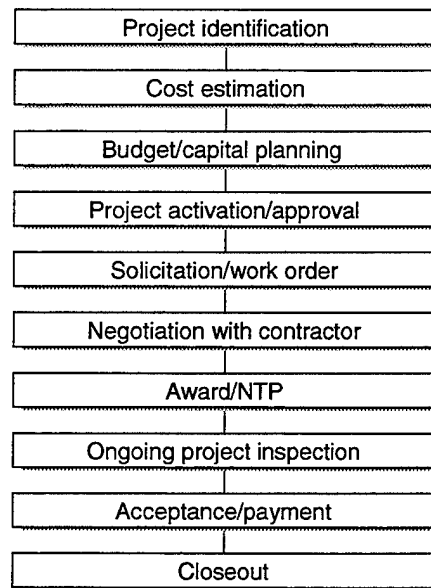 Project identification
Cost estimation
Budget/capital planning
Project activation/approval
Solicitation/work order
Negotiation with contractor
Award/NTP
Ongoing project inspection
Acceptance/payment
Closeout